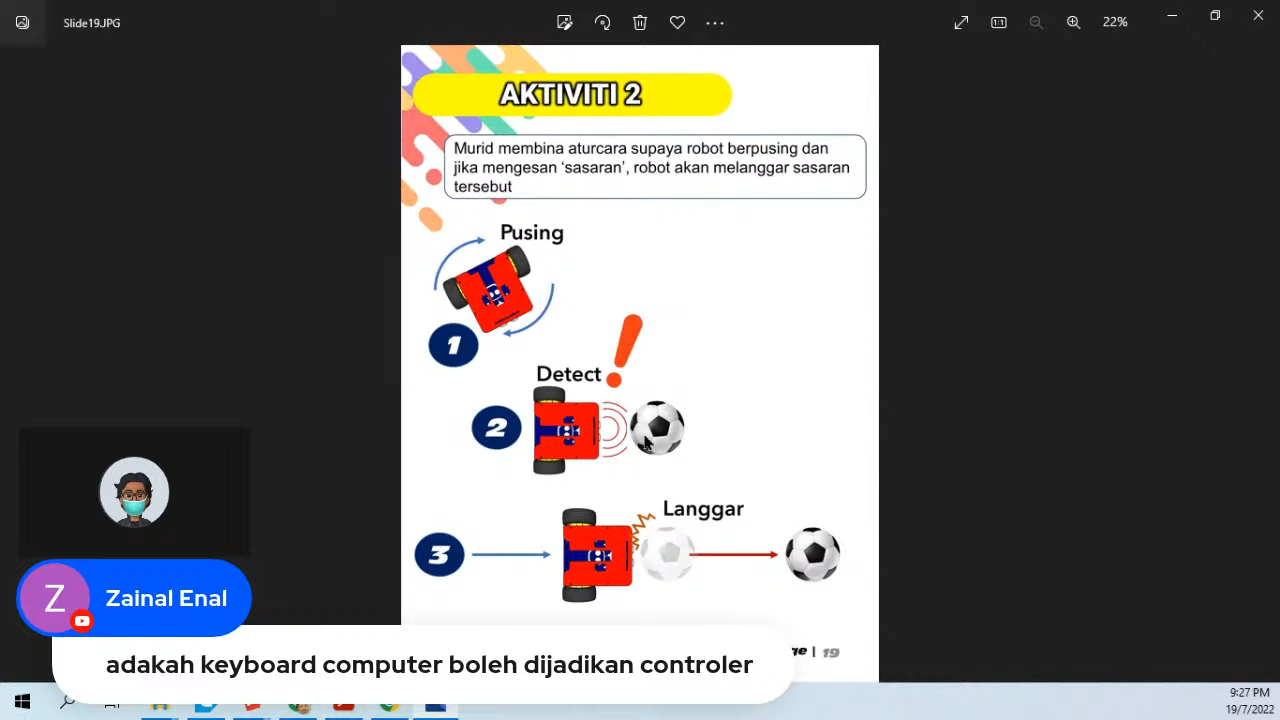 Slide19.JPG
22%
AKTIVITI 2
Murid membina aturcara supaya robot berpusing dan
jika mengesan ‘sasaran’, robot akan melanggar sasaran
tersebut
Pusing
1
Detect
2
Langgar
3
19
Z
Zainal Enal
adakah keyboard computer boleh dijadikan controler
9:27 PM
19/7/2022